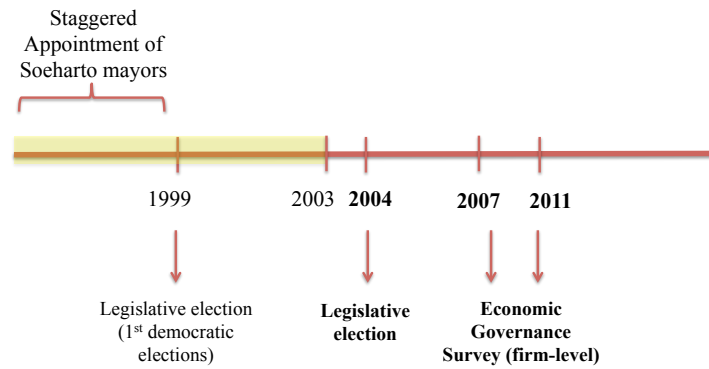 Staggered
Appointment of
Soeharto mayors
1999
2003
2004
2007
2011
Legislative election
(1st democratic
elections)
Legislative
election
Economic
Governance
Survey (firm-level)